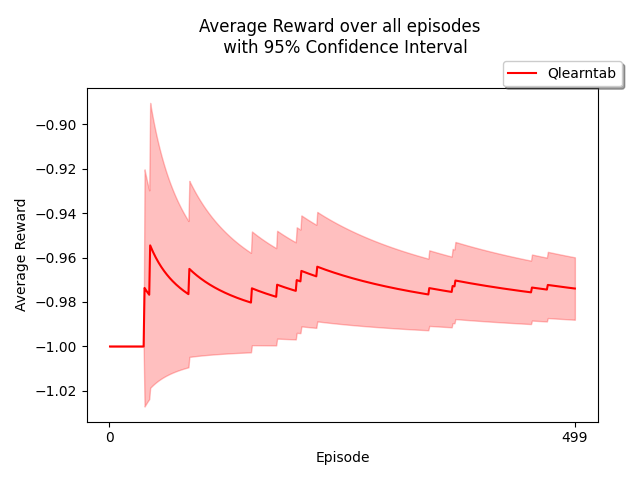 Average Reward over all episodes
with 95% Confidence Interval
Qlearntab
−0.90
−0.92
−0.94
−0.96
−0.98
−1.00
−1.02
Average Reward
0
499
Episode